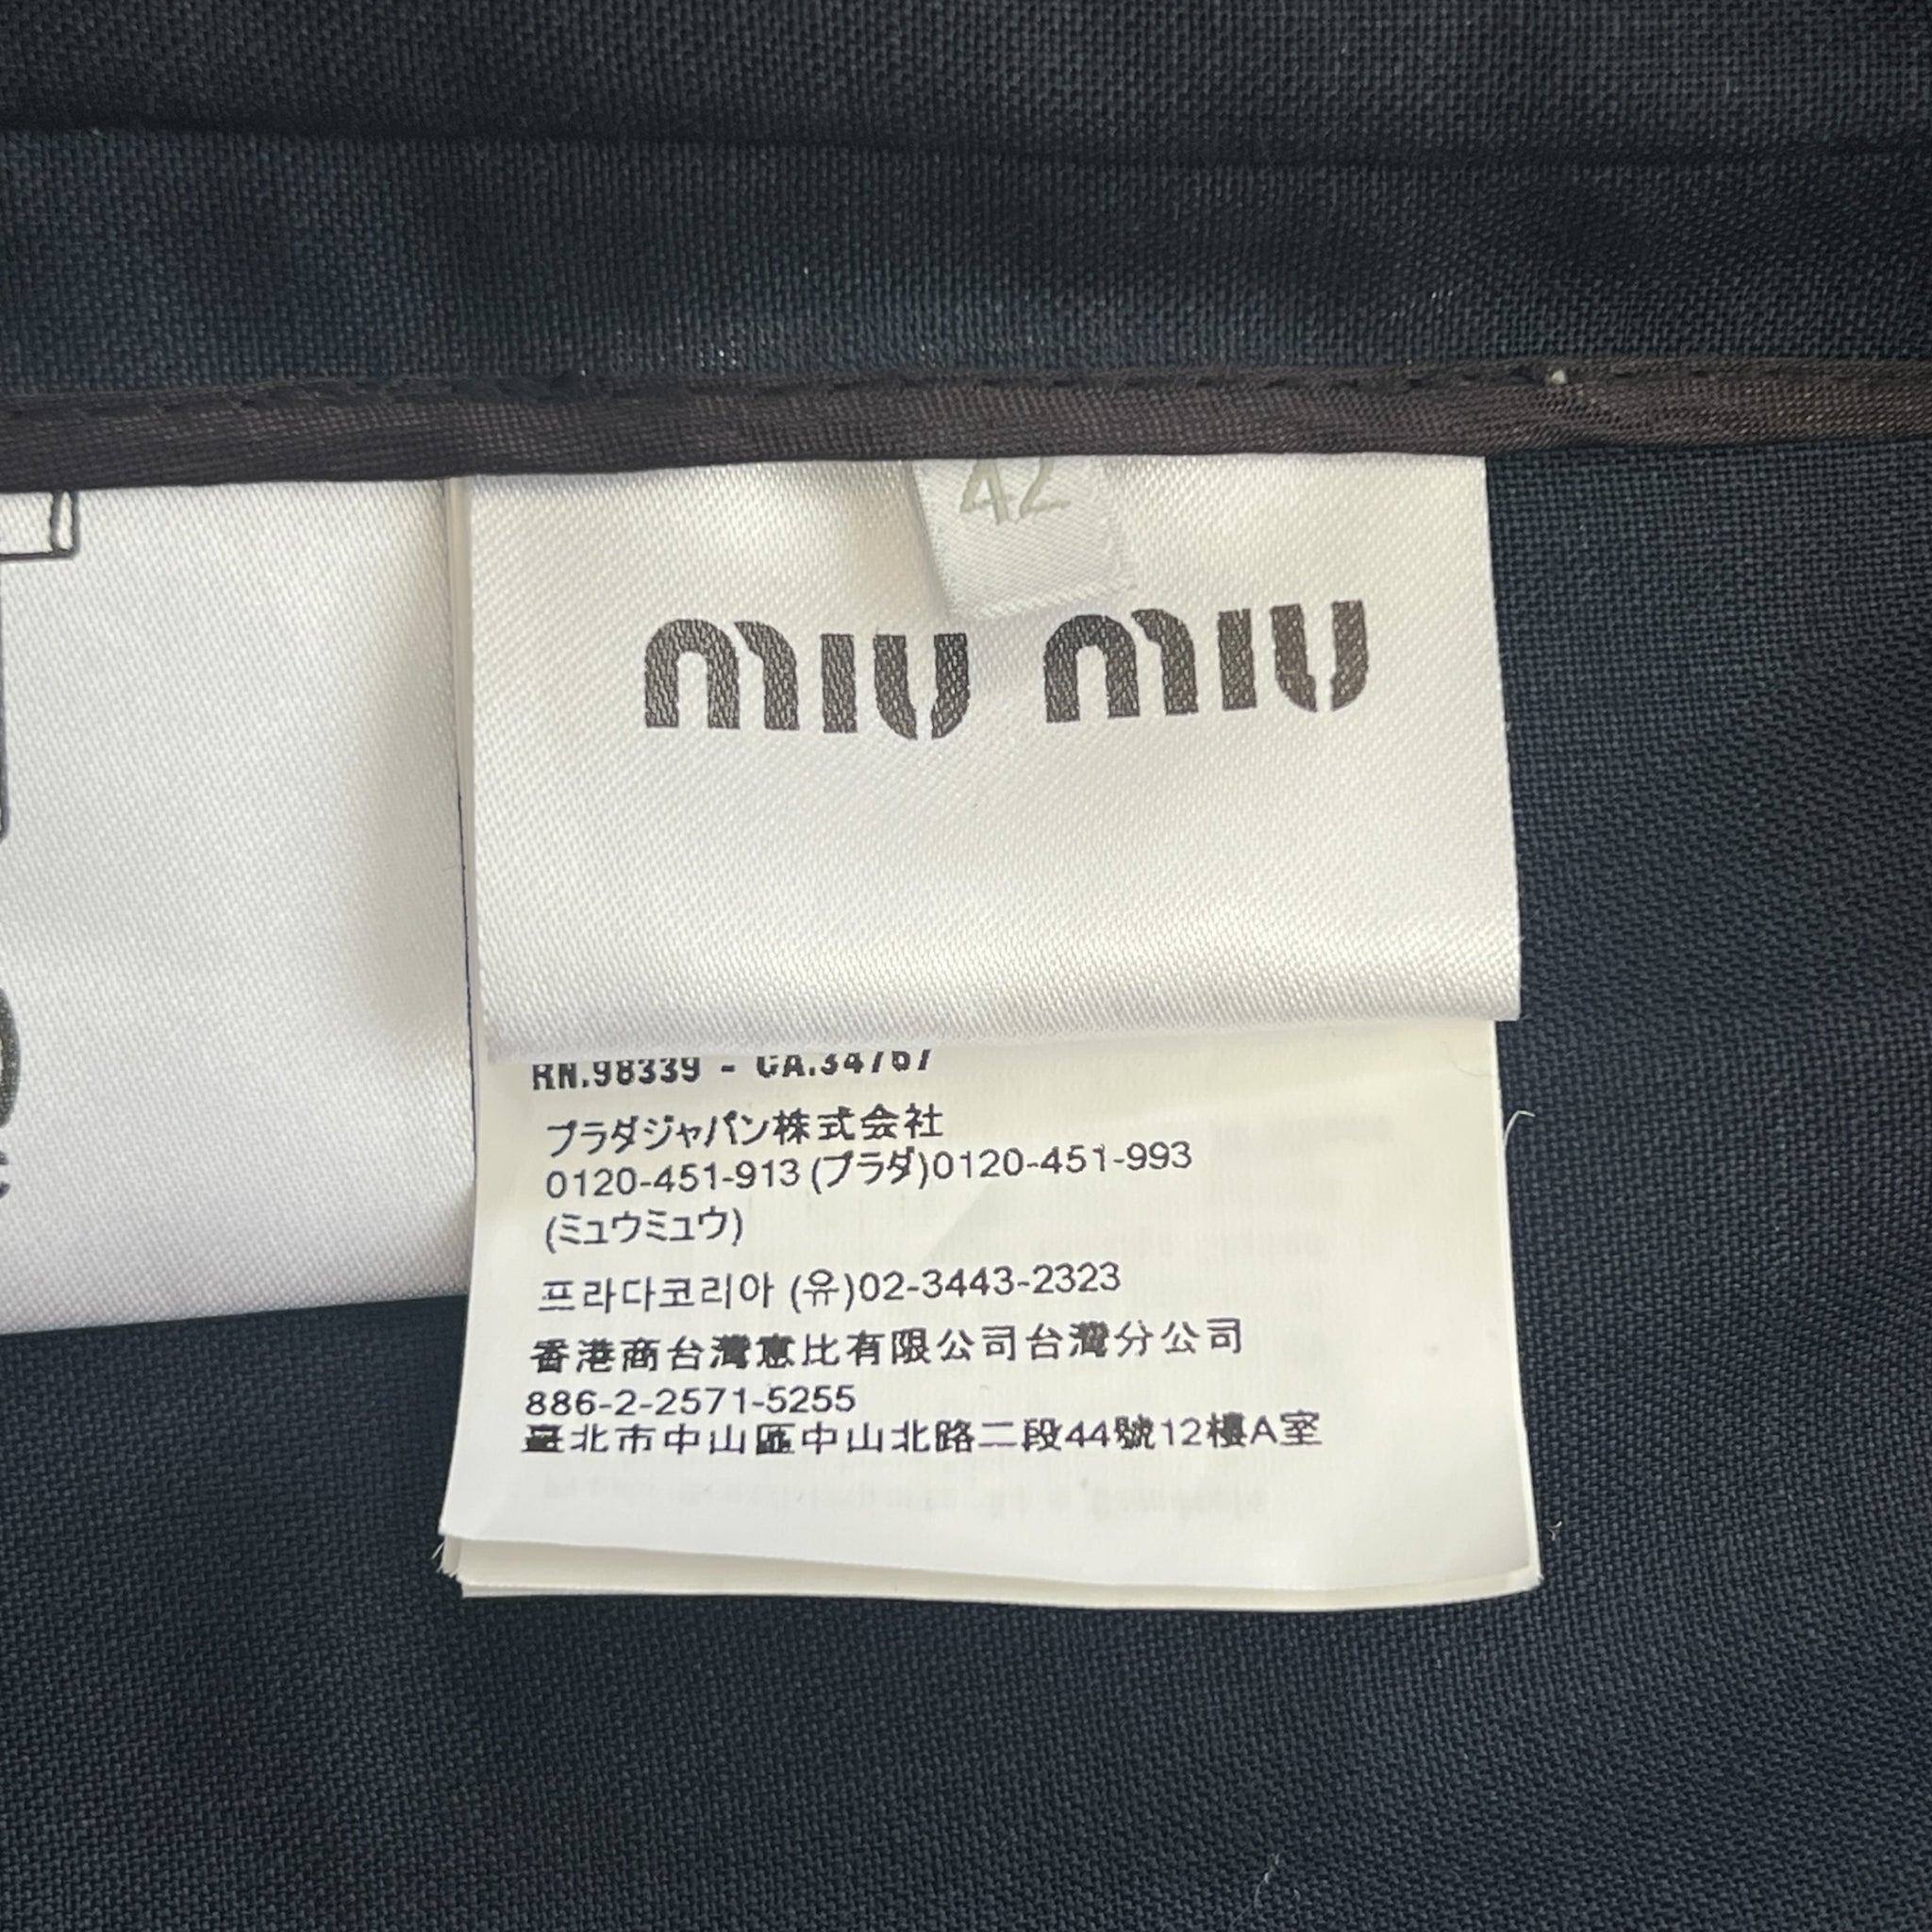 42
miu miu
RN.98339 - CA.34767
プラダジャパン株式会社
0120-451-913 (プラダ)0120-451-993
(ミュウミュウ)
프라다코리아 (유)02-3443-2323
香港商台灣惠比有限公司台灣分公司
886-2-2571-5255
臺北市中山區中山北路二段44號12樓A室